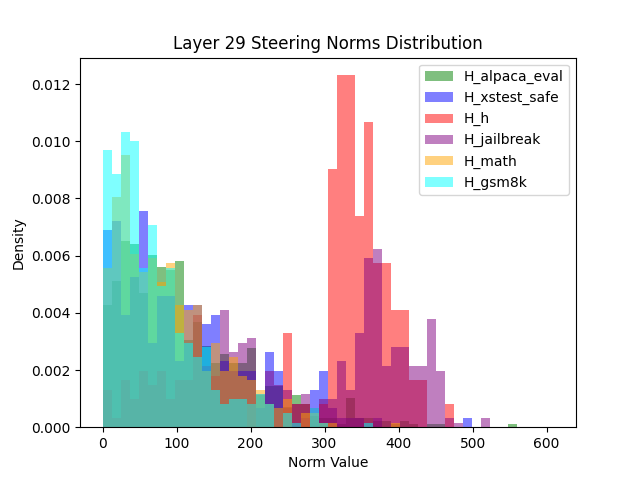 Layer 29 Steering Norms Distribution
H_alpaca_eval
H_xstest_safe
H_h
H_jailbreak
H_math
H_gsm8k
0.012
0.010
0.008
0.006
0.004
0.002
0.000
Density
0 100 200 300 400 500 600
Norm Value